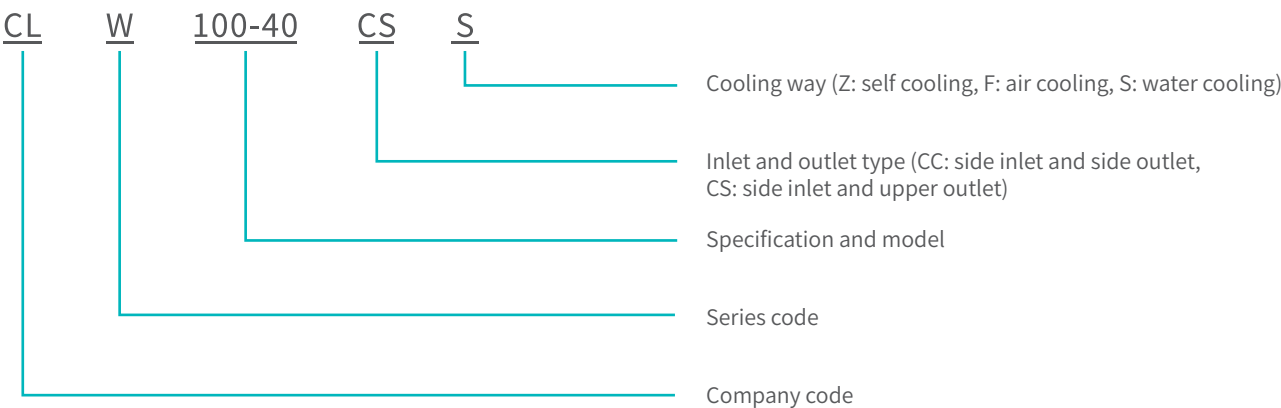 CL W 100-40 CS S
Cooling way (Z: self cooling, F: air cooling, S: water cooling)
Inlet and outlet type (CC: side inlet and side outlet,
CS: side inlet and upper outlet)
Specification and model
Series code
Company code